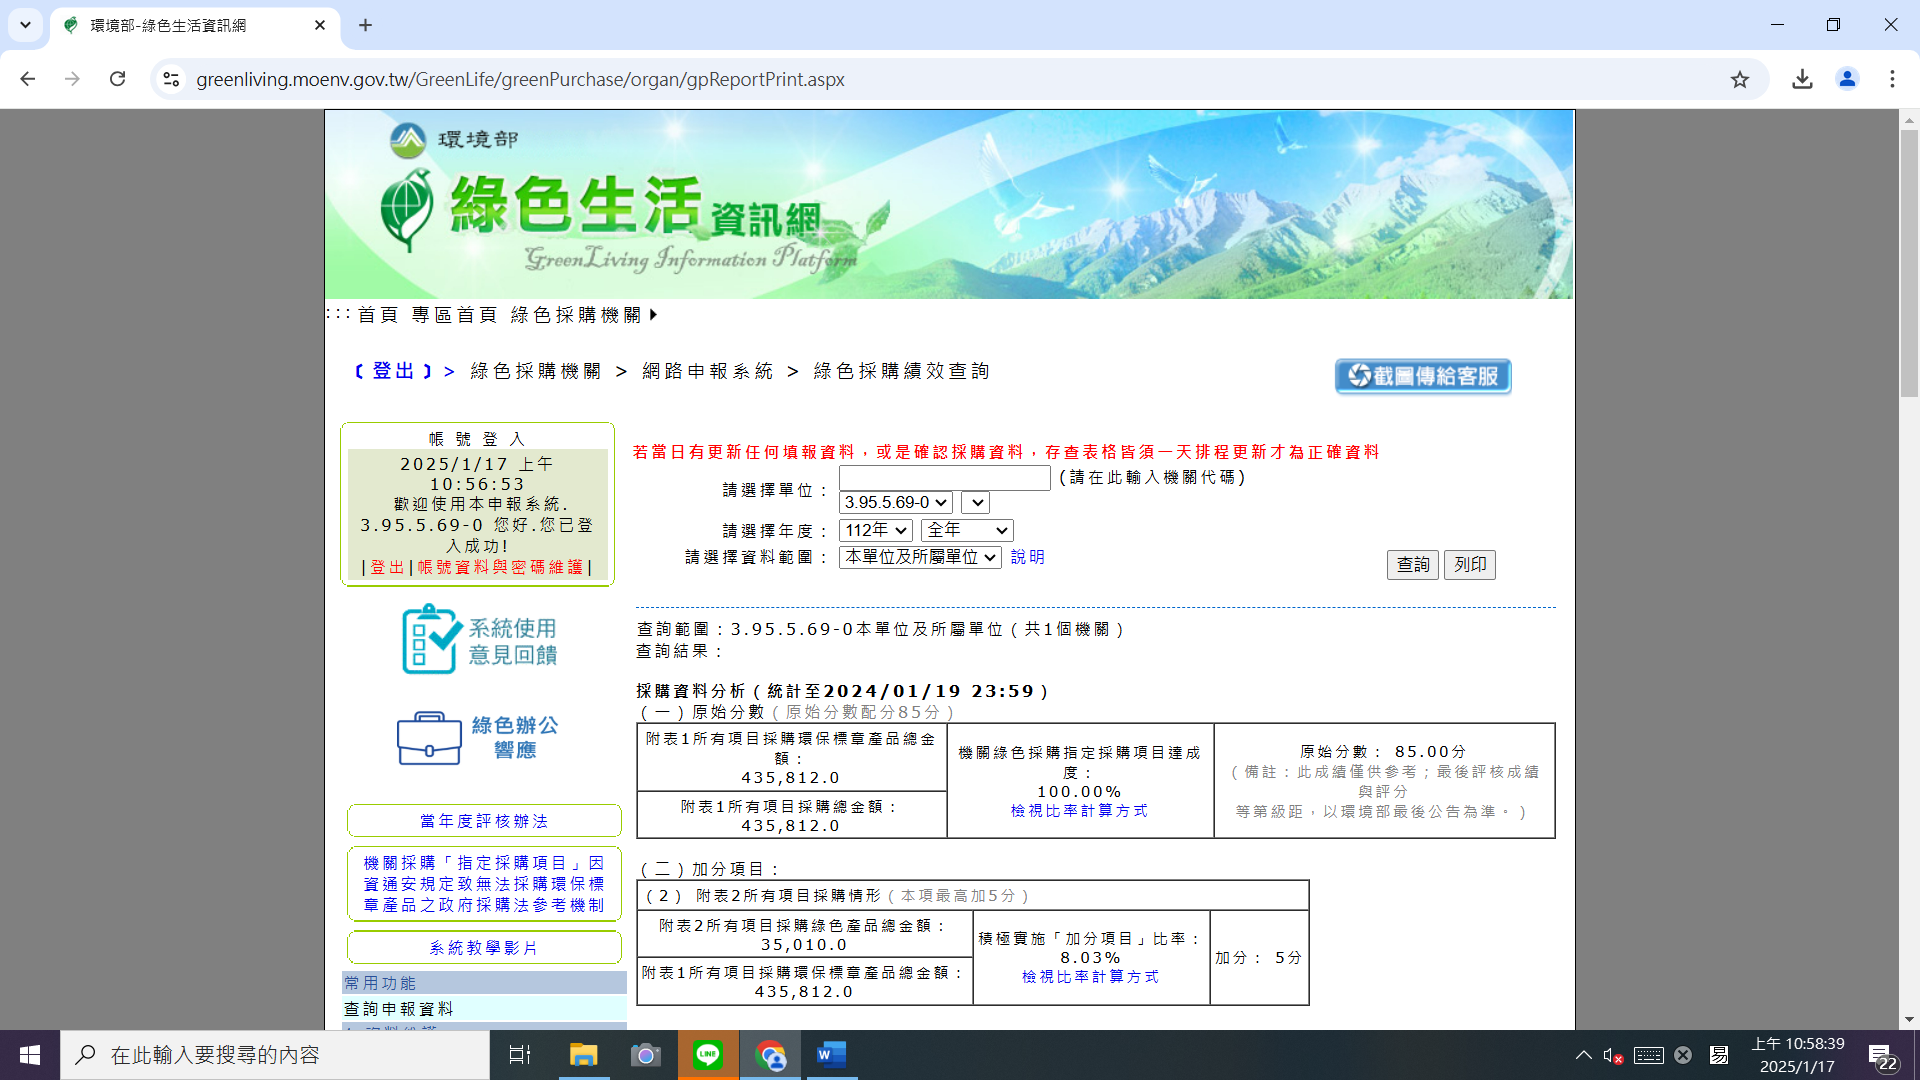 環境部-綠色生活資訊網
greenliving.moenv.gov.tw/GreenLife/greenPurchase/organ/gpReportPrint.aspx
環境部
綠色生活資訊網
GreenLiving Information Platform
:::首頁 專區首頁 綠色採購機關
【登出】> 綠色採購機關 > 網路申報系統 > 綠色採購績效查詢
截圖傳給客服
帳號登入
2025/1/17 上午
10:56:53
歡迎使用本申報系統.
3.95.5.69-0 您好.您已登
入成功!
|登出|帳號資料與密碼維護|
系統使用
意見回饋
綠色辦公
響應
當年度評核辦法
機關採購「指定採購項目」因
資通安規定致無法採購環保標
章產品之政府採購法參考機制
系統教學影片
常用功能
查詢申報資料
若當日有更新任何填報資料，或是確認採購資料，存查表格皆須一天排程更新才為正確資料
請選擇單位： (請在此輸入機關代碼)
3.95.5.69-0
請選擇年度： 112年 全年
請選擇資料範圍： 本單位及所屬單位 說明
查詢 列印
查詢範圍：3.95.5.69-0本單位及所屬單位（共1個機關）
查詢結果：
採購資料分析（統計至2024/01/19 23:59）
（一）原始分數（原始分數配分85分）
附表1所有項目採購環保標章產品總金
額：
435,812.0
附表1所有項目採購總金額：
435,812.0
機關綠色採購指定採購項目達成
度：
100.00%
檢視比率計算方式
原始分數： 85.00分
（備註：此成績僅供參考；最後評核成績
與評分
等第級距，以環境部最後公告為準。）
（二）加分項目：
（2） 附表2所有項目採購情形（本項最高加5分）
附表2所有項目採購綠色產品總金額：
35,010.0
附表1所有項目採購環保標章產品總金額：
435,812.0
積極實施「加分項目」比率：
8.03%
檢視比率計算方式
加分： 5分
在此輸入要搜尋的內容
LINE
W
易
上午 10:58:39
2025/1/17
22